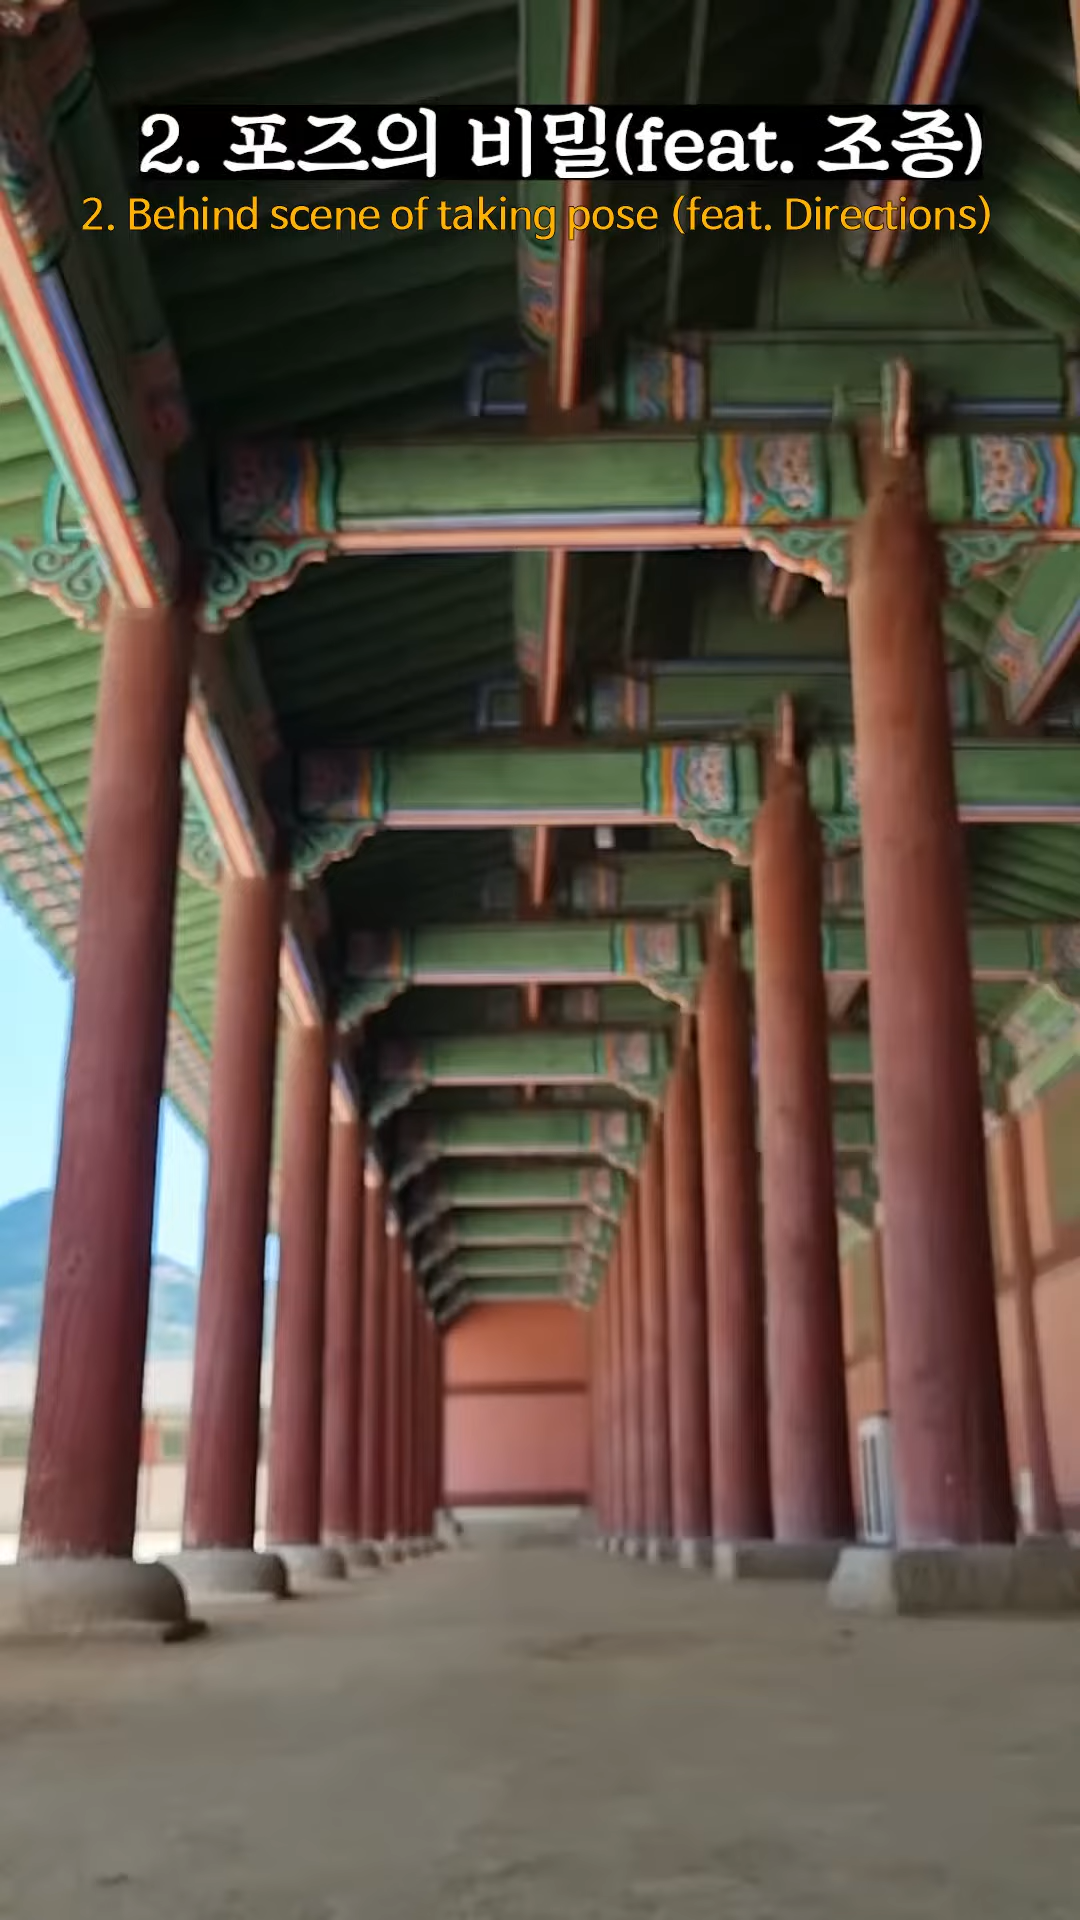 2. 포즈의 비밀(feat. 조종)
2. Behind scene of taking pose (feat. Directions)